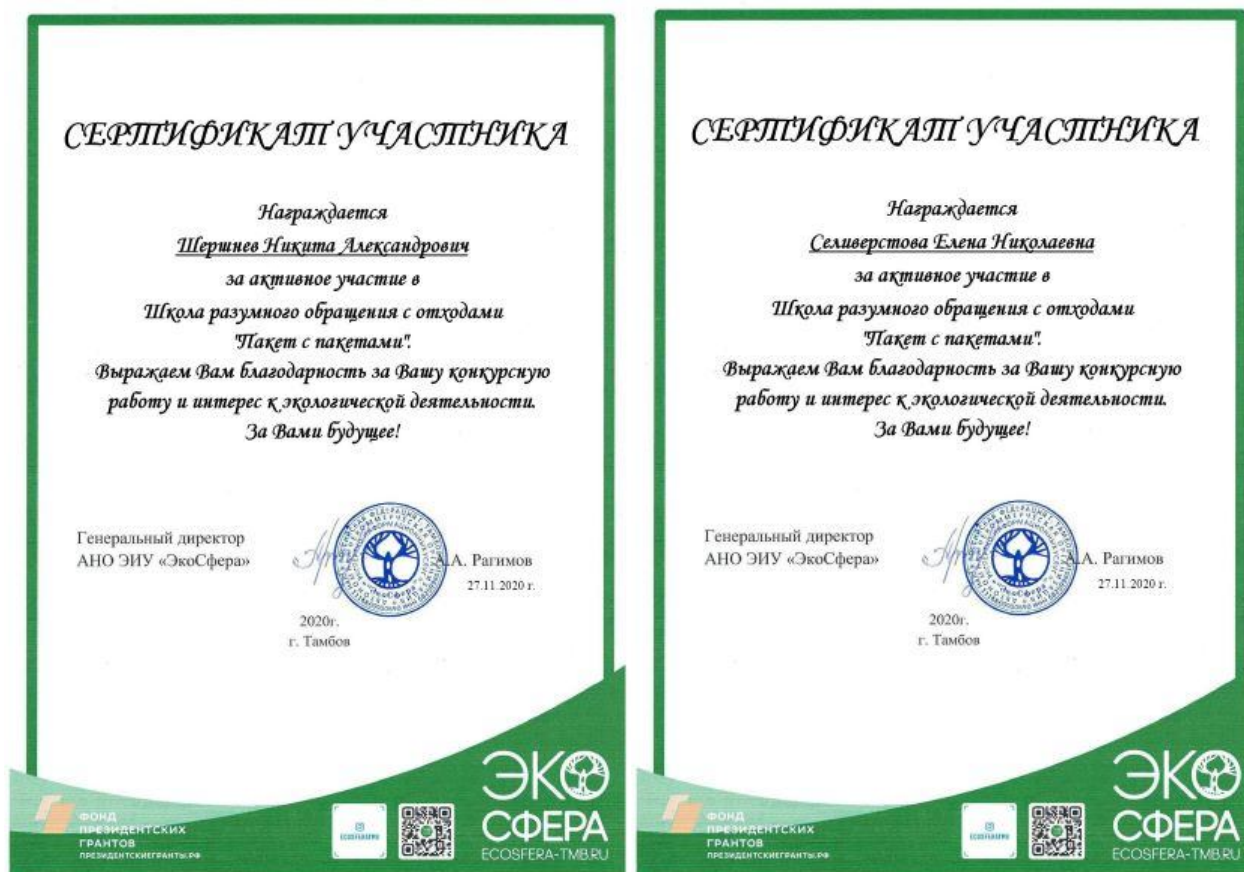 СЕРТИФИКАТ УЧАСТНИКА
Награждается
Шершнев Никита Александрович
за активное участие в
Школа разумного обращения с отходами
"Пакет с пакетами".
Выражаем Вам благодарность за Вашу конкурсную
работу и интерес к экологической деятельности.
За Вами будущее!
Генеральный директор
АНО ЭИУ «ЭкоСфера»
А.А. Рагимов
27.11.2020 г.
2020г.
г. Тамбов
ФОНД
ПРЕЗИДЕНТСКИХ
ГРАНТОВ
ПРЕЗИДЕНТСКИЕГРАНТЫ.РФ
ЭКО
СФЕРА
ECOSFERA-TMB.RU
СЕРТИФИКАТ УЧАСТНИКА
Награждается
Селиверстова Елена Николаевна
за активное участие в
Школа разумного обращения с отходами
"Пакет с пакетами".
Выражаем Вам благодарность за Вашу конкурсную
работу и интерес к экологической деятельности.
За Вами будущее!
Генеральный директор
АНО ЭИУ «ЭкоСфера»
А.А. Рагимов
27.11.2020 г.
2020г.
г. Тамбов
ФОНД
ПРЕЗИДЕНТСКИХ
ГРАНТОВ
ПРЕЗИДЕНТСКИЕГРАНТЫ.РФ
ЭКО
СФЕРА
ECOSFERA-TMB.RU